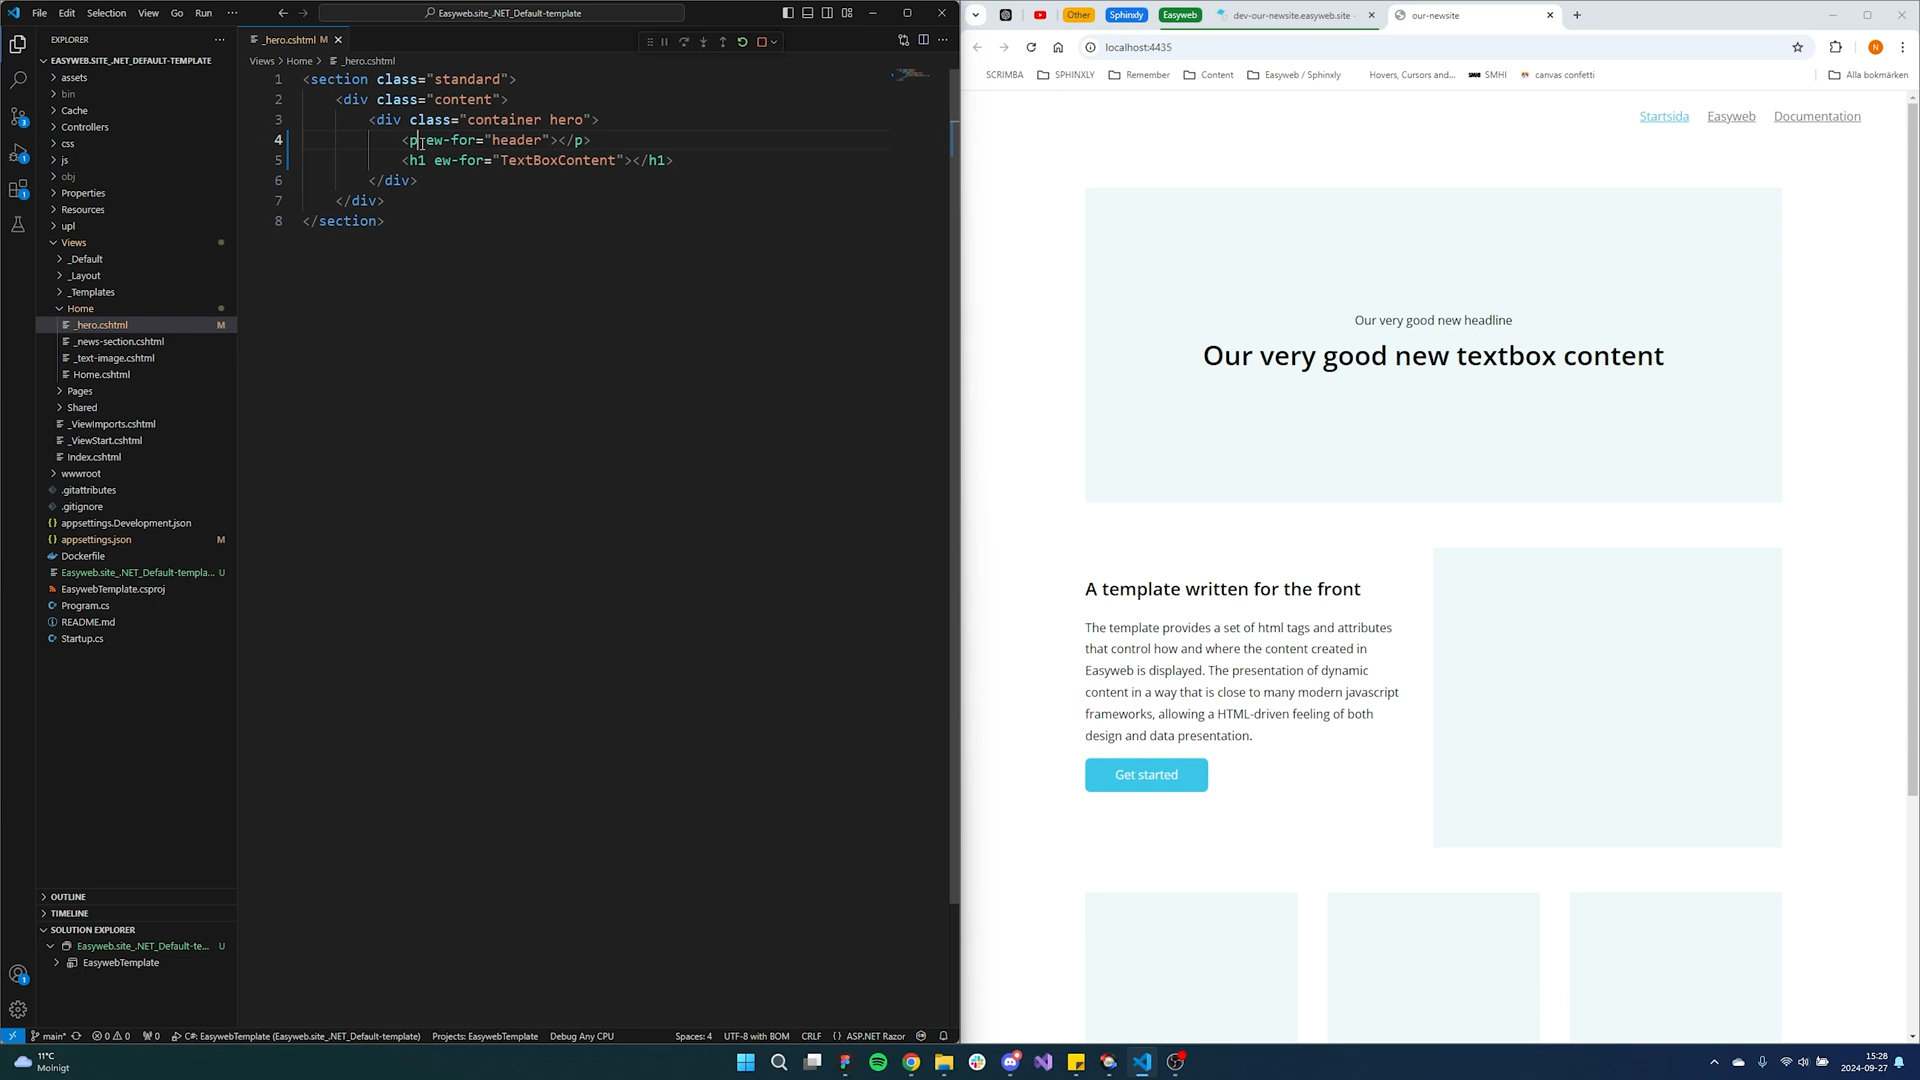 File Edit Selection View Go Run ··· Easyweb.site_.NET_Default-template
EXPLORER ···
EASYWEB.SITE_.NET_DEFAULT-TEMPLATE
assets
bin
Cache
Controllers
css
js
obj
Properties
Resources
upl
Views
_Default
_Layout
_Templates
Home
_hero.cshtml M
_news-section.cshtml
_text-image.cshtml
Home.cshtml
Pages
Shared
_ViewImports.cshtml
_ViewStart.cshtml
Index.cshtml
wwwroot
.gitattributes
.gitignore
appsettings.Development.json
appsettings.json M
Dockerfile
Easyweb.site_.NET_Default-templa... U
EasywebTemplate.csproj
Program.cs
README.md
Startup.cs
OUTLINE
TIMELINE
SOLUTION EXPLORER
Easyweb.site_.NET_Default-te... U
EasywebTemplate
_hero.cshtml M
Views > Home > _hero.cshtml
1 <section class="standard">
2 <div class="content">
3 <div class="container hero">
4 <p ew-for="header"></p>
5 <h1 ew-for="TextBoxContent"></h1>
6 </div>
7 </div>
8 </section>
main* 0 0 0 C#: EasywebTemplate (Easyweb.site_.NET_Default-template) Projects: EasywebTemplate Debug Any CPU Spaces: 4 UTF-8 with BOM CRLF {} ASP.NET Razor
Other Sphinxly Easyweb dev-our-newsite.easyweb.site - our-newsite
localhost:4435
N
SCRIMBA SPHINXLY Remember Content Easyweb / Sphinxly Hovers, Cursors and... SMHI canvas confetti Alla bokmärken
Startsida Easyweb Documentation
Our very good new headline
Our very good new textbox content
A template written for the front
The template provides a set of html tags and attributes
that control how and where the content created in
Easyweb is displayed. The presentation of dynamic
content in a way that is close to many modern javascript
frameworks, allowing a HTML-driven feeling of both
design and data presentation.
Get started
11°C
Molnigt
15:28
2024-09-27